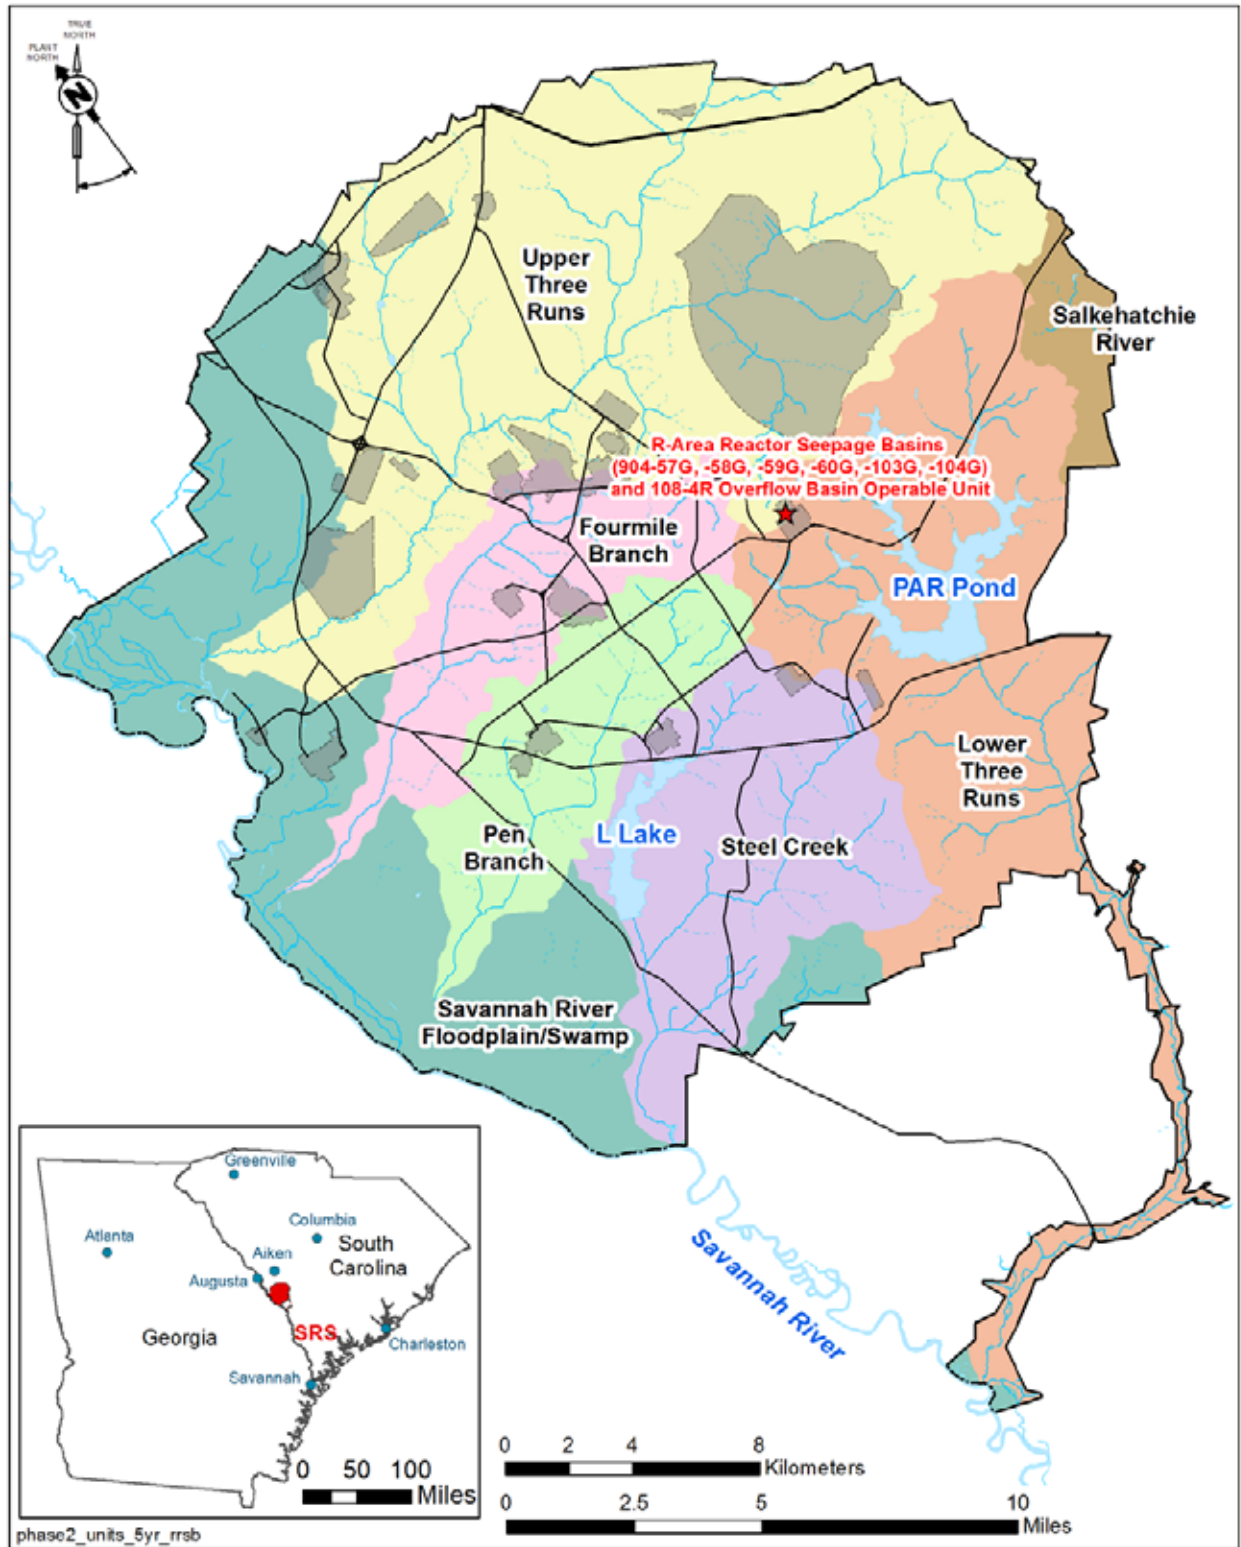 TRUE
NORTH
PLANT
NORTH
N
Upper
Three
Runs
Salkehatchie
River
R-Area Reactor Seepage Basins
(904-57G, -58G, -59G, -60G, -103G, -104G)
and 108-4R Overflow Basin Operable Unit
Fourmile
Branch
PAR Pond
Lower
Three
Runs
Pen
Branch
L Lake
Steel Creek
Savannah River
Floodplain/Swamp
Savannah River
Greenville
Atlanta
Columbia
South
Carolina
Aiken
Augusta
Georgia
SRS
Charleston
Savannah
0 50 100
Miles
0 2 4 8
Kilometers
0 2.5 5 10
Miles
phase2_units_5yr_rrsb